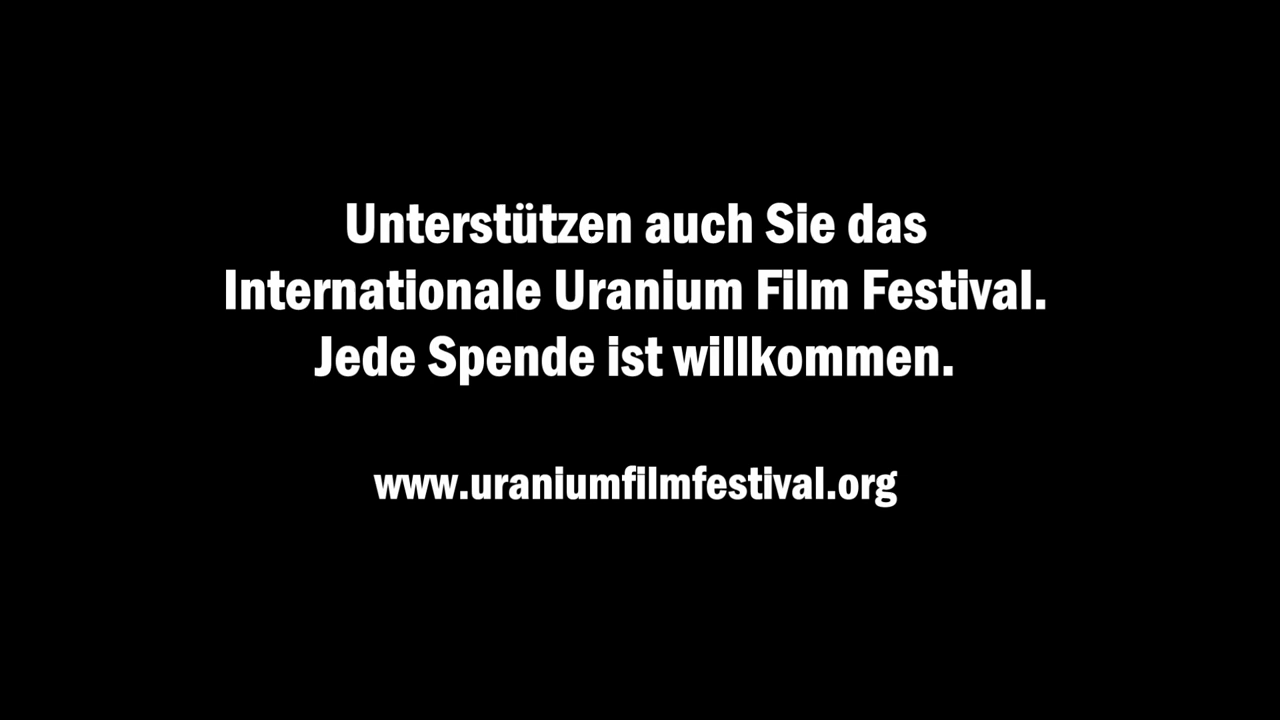 Unterstützen auch Sie das
Internationale Uranium Film Festival.
Jede Spende ist willkommen.
www.uraniumfilmfestival.org